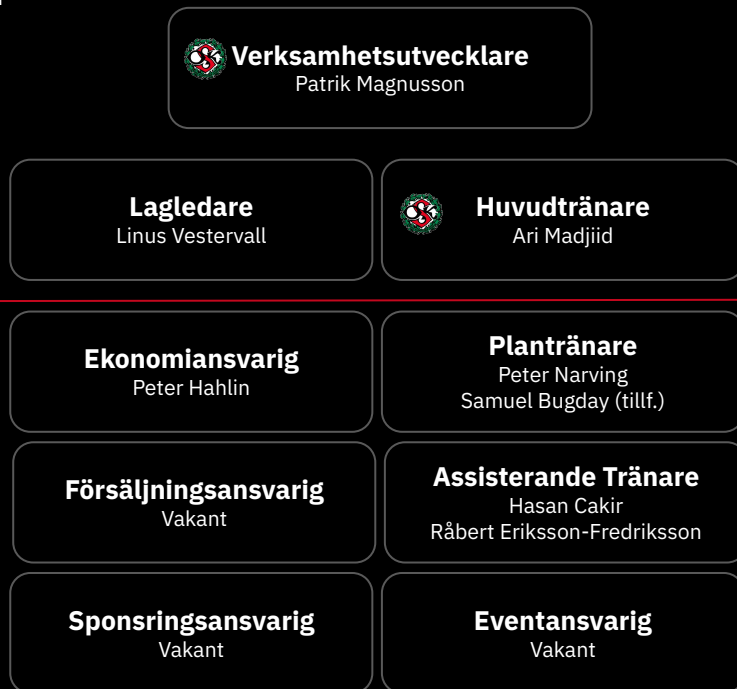 Verksamhetsutvecklare
Patrik Magnusson
Lagledare
Linus Vestervall
Huvudtränare
Ari Madjiid
Ekonomiansvarig
Peter Hahlin
Plantränare
Peter Narving
Samuel Bugday (tillf.)
Försäljningsansvarig
Vakant
Assisterande Tränare
Hasan Cakir
Råbert Eriksson-Fredriksson
Sponsringsansvarig
Vakant
Eventansvarig
Vakant